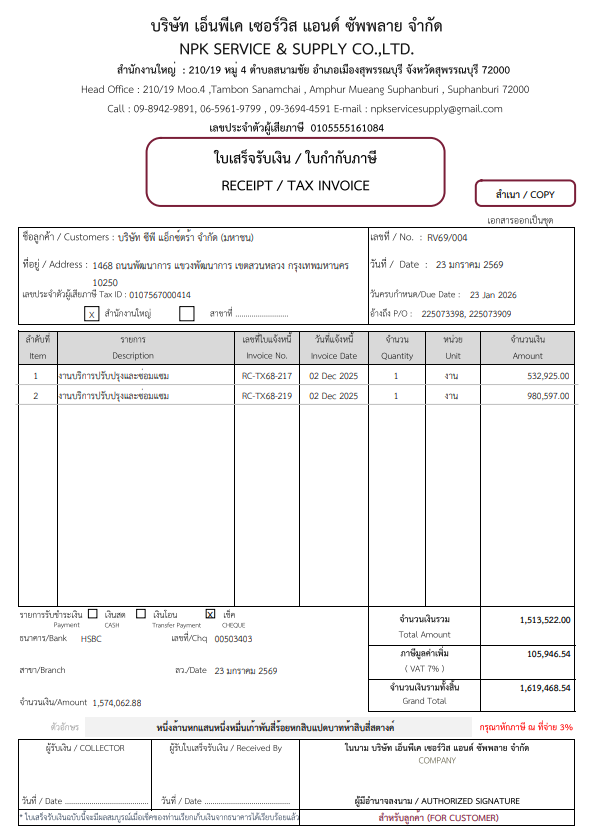 บริษัท เอ็นพีเค เซอร์วิส แอนด์ ซัพพลาย จำกัด
NPK SERVICE & SUPPLY CO.,LTD.
สำนักงานใหญ่ : 210/19 หมู่ 4 ตำบลสนามชัย อำเภอเมืองสุพรรณบุรี จังหวัดสุพรรณบุรี 72000
Head Office : 210/19 Moo.4 ,Tambon Sanamchai , Amphur Mueang Suphanburi , Suphanburi 72000
Call : 09-8942-9891, 06-5961-9799 , 09-3694-4591 E-mail : npkservicesupply@gmail.com
เลขประจำตัวผู้เสียภาษี 0105555161084
ใบเสร็จรับเงิน / ใบกำกับภาษี
RECEIPT / TAX INVOICE
สำเนา / COPY
เอกสารออกเป็นชุด
ชื่อลูกค้า / Customers : บริษัท ซีพี แอ็กซ์ตร้า จำกัด (มหาชน) เลขที่ / No. : RV69/004
ที่อยู่ / Address : 1468 ถนนพัฒนาการ แขวงพัฒนาการ เขตสวนหลวง กรุงเทพมหานคร วันที่ / Date : 23 มกราคม 2569
10250
เลขประจำตัวผู้เสียภาษี Tax ID : 0107567000414 วันครบกำหนด/Due Date : 23 Jan 2026
x สำนักงานใหญ่ สาขาที่ ........................ อ้างถึง P/O : 225073398, 225073909
ลำดับที่ รายการ เลขที่ใบแจ้งหนี้ วันที่แจ้งหนี้ จำนวน หน่วย จำนวนเงิน
Item Description Invoice No. Invoice Date Quantity Unit Amount
1 งานบริการปรับปรุงและซ่อมแซม RC-TX68-217 02 Dec 2025 1 งาน 532,925.00
2 งานบริการปรับปรุงและซ่อมแซม RC-TX68-219 02 Dec 2025 1 งาน 980,597.00
รายการรับชำระเงิน เงินสด เงินโอน x เช็ค จำนวนเงินรวม 1,513,522.00
Payment CASH Transfer Payment CHEQUE
ธนาคาร/Bank HSBC เลขที่/Chq 00503403 Total Amount
ภาษีมูลค่าเพิ่ม 105,946.54
สาขา/Branch ลว./Date 23 มกราคม 2569 ( VAT 7% )
จำนวนเงินรวมทั้งสิ้น 1,619,468.54
จำนวนเงิน/Amount 1,574,062.88 Grand Total
ตัวอักษร หนึ่งล้านหกแสนหนึ่งหมื่นเก้าพันสี่ร้อยหกสิบแปดบาทห้าสิบสี่สตางค์ กรุณาหักภาษี ณ ที่จ่าย 3%
ผู้รับเงิน / COLLECTOR ผู้รับใบเสร็จรับเงิน / Received By ในนาม บริษัท เอ็นพีเค เซอร์วิส แอนด์ ซัพพลาย จำกัด
COMPANY
วันที่ / Date .............................. วันที่ / Date .............................. ผู้มีอำนาจลงนาม / AUTHORIZED SIGNATURE
* ใบเสร็จรับเงินฉบับนี้จะมีผลสมบูรณ์เมื่อเช็คของท่านเรียกเก็บเงินจากธนาคารได้เรียบร้อยแล้ว สำหรับลูกค้า (FOR CUSTOMER)